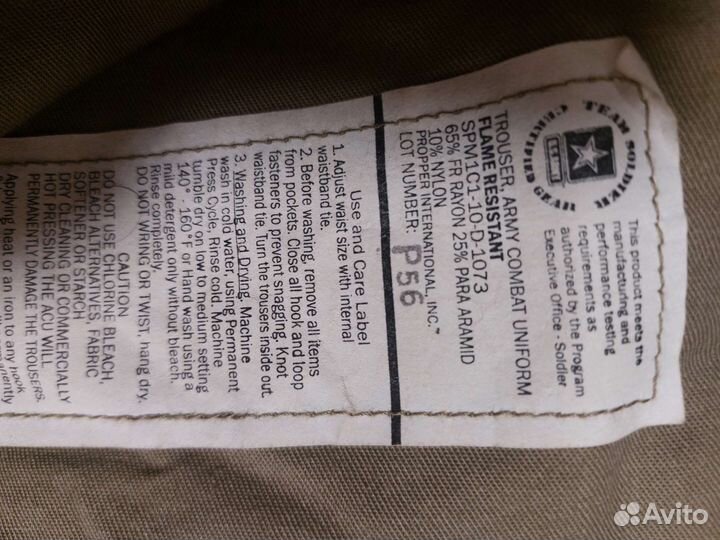 TEAM SOLDIER
CERTIFIED GEAR
U.S. ARMY
This product meets the
manufacturing and
performance testing
requirements as
authorized by the Program
Executive Office - Soldier
TROUSER, ARMY COMBAT UNIFORM
FLAME RESISTANT
SPM1C1-10-D-1073
65% FR RAYON 25% PARA ARAMID
10% NYLON
PROPPER INTERNATIONAL, INC.™
LOT NUMBER: P56
Use and Care Label
1. Adjust waist size with internal
waistband tie.
2. Before washing, remove all items
from pockets. Close all hook and loop
fasteners to prevent snagging. Knot
waistband tie. Turn the trousers inside out.
3. Washing and Drying. Machine
wash in cold water, using Permanent
Press Cycle, Rinse cold. Machine
tumble dry on low to medium setting
140° - 160°F or Hand wash using a
mild detergent only without bleach.
Rinse completely.
DO NOT WRING OR TWIST, hang dry.
CAUTION
DO NOT USE CHLORINE BLEACH,
BLEACH ALTERNATIVES, FABRIC
SOFTENER OR STARCH
DRY CLEANING OR COMMERCIALLY
HOT PRESSING THE ACU WILL
PERMANENTLY DAMAGE THE TROUSERS.
Applying heat or an iron to any hook
Avito